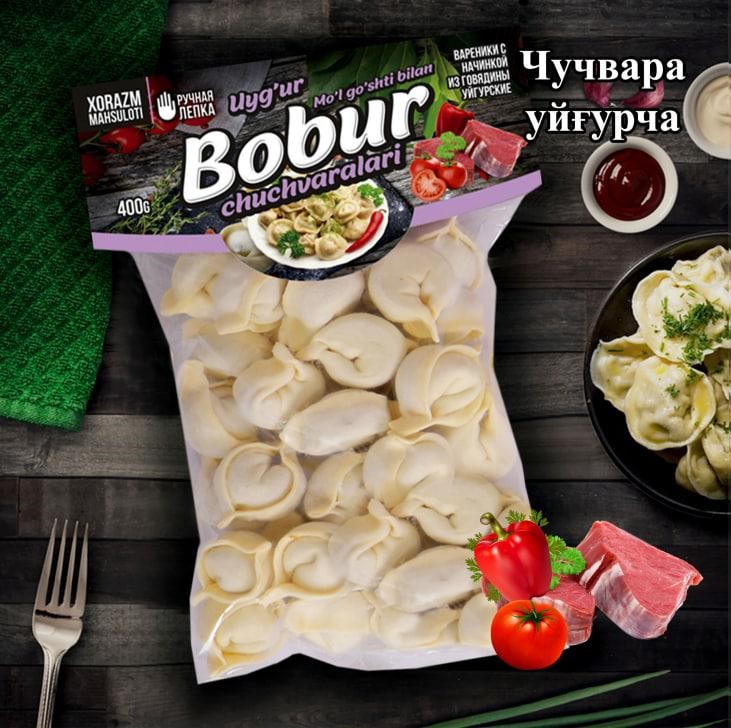 XORAZM
MAHSULOTI
РУЧНАЯ
ЛЕПКА
Uyg'ur
Mo'l go'shti bilan
Bobur
chuchvaralari
400G
ВАРЕНИКИ С
НАЧИНКОЙ
ИЗ ГОВЯДИНЫ
УЙГУРСКИЕ
Чучвара
уйғурча